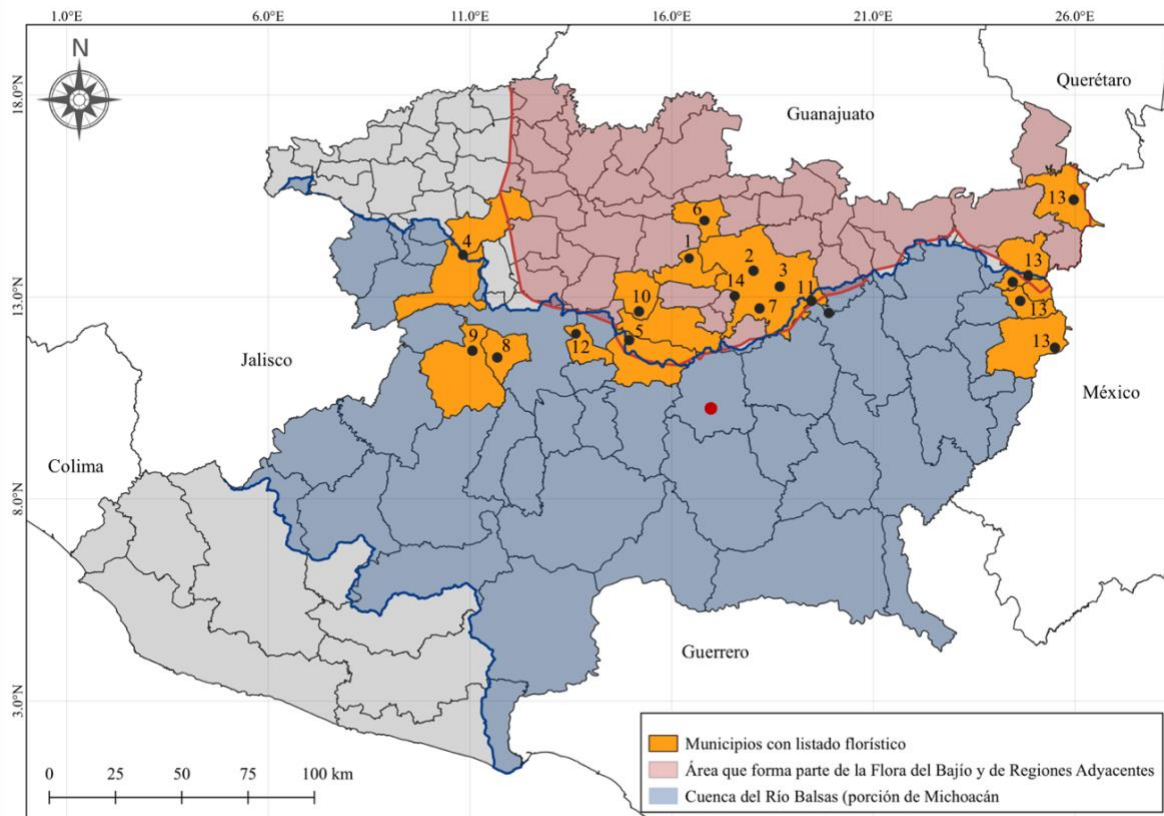 1.0°E 6.0°E 11.0°E 16.0°E 21.0°E 26.0°E
N
Querétaro
18.0°N
Guanajuato
13
6
4
1
2
13
14
3
3
13.0°N
11
10
7
13
5
12
9
8
13
Jalisco
México
Colima
8.0°N
Guerrero
3.0°N
Municipios con listado florístico
Área que forma parte de la Flora del Bajío y de Regiones Adyacentes
Cuenca del Río Balsas (porción de Michoacán
0 25 50 75 100 km